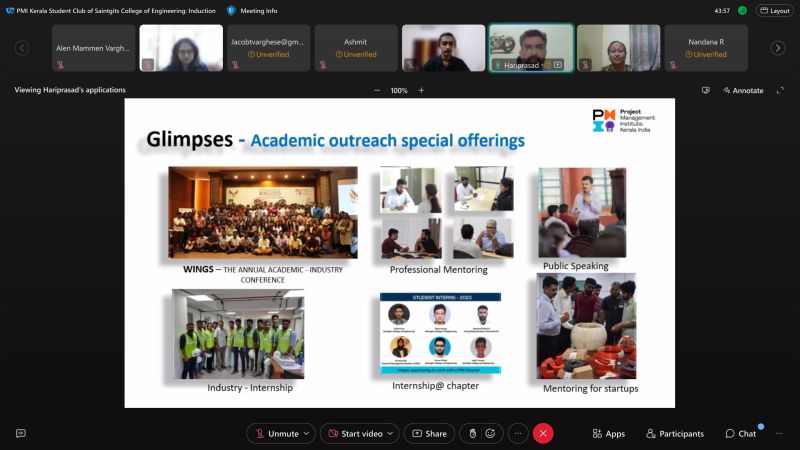 PMI Kerala Student Club of Saintgits College of Engineering: Induction
Meeting Info
43:57
Layout
Alen Mammen Vargh...
Jacobtvarghese@gm...
Unverified
Ashmit
Unverified
Hariprasad
Nandana R
Unverified
Viewing Hariprasad's applications
100%
Annotate
Project
Management
Institute.
Kerala India
Glimpses - Academic outreach special offerings
WINGS – THE ANNUAL ACADEMIC - INDUSTRY
CONFERENCE
Professional Mentoring
Public Speaking
STUDENT INTERNS - 2023
Industry - Internship
Internship@ chapter
Mentoring for startups
Unmute
Start video
Share
Apps
Participants
Chat